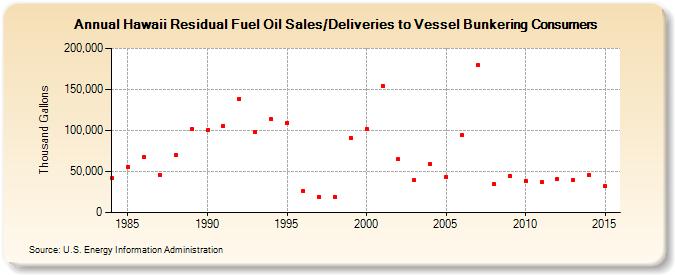 Annual Hawaii Residual Fuel Oil Sales/Deliveries to Vessel Bunkering Consumers
Thousand Gallons
200,000
150,000
100,000
50,000
0
1985 1990 1995 2000 2005 2010 2015
Source: U.S. Energy Information Administration